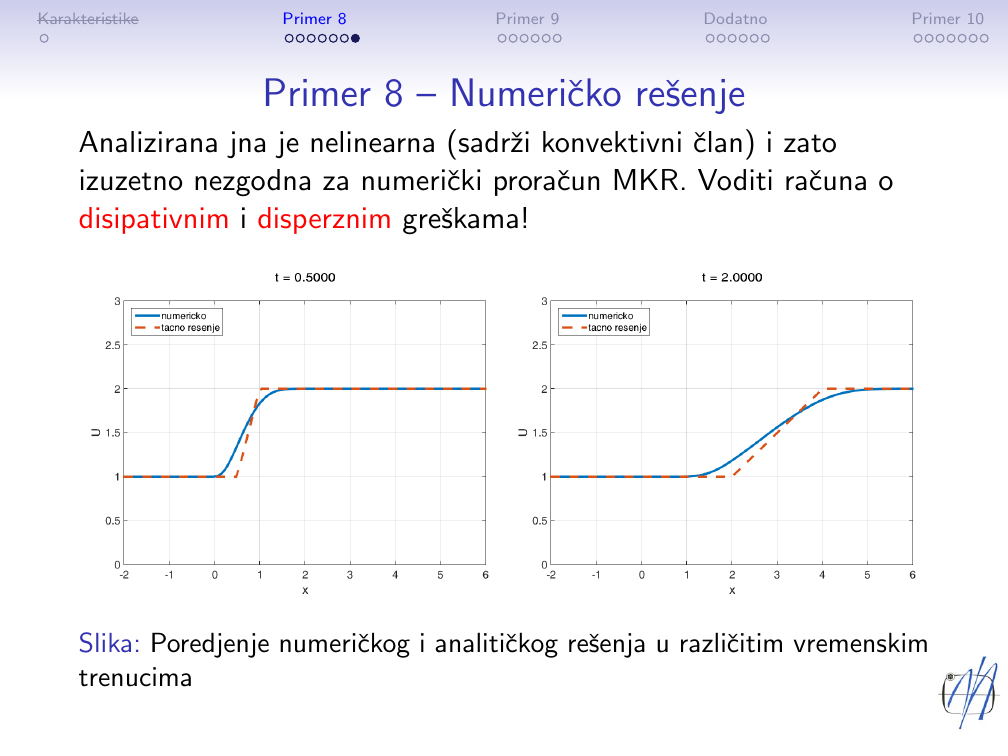 Karakteristike Primer 8 Primer 9 Dodatno Primer 10
Primer 8 – Numeričko rešenje
Analizirana jna je nelinearna (sadrži konvektivni član) i zato
izuzetno nezgodna za numerički proračun MKR. Voditi računa o
disipativnim i disperznim greškama!
t = 0.5000
3
2.5
2
1.5
1
0.5
0
U
numericko
tacno resenje
-2 -1 0 1 2 3 4 5 6
x
t = 2.0000
3
2.5
2
1.5
1
0.5
0
U
numericko
tacno resenje
-2 -1 0 1 2 3 4 5 6
x
Slika: Poredjenje numeričkog i analitičkog rešenja u različitim vremenskim
trenucima